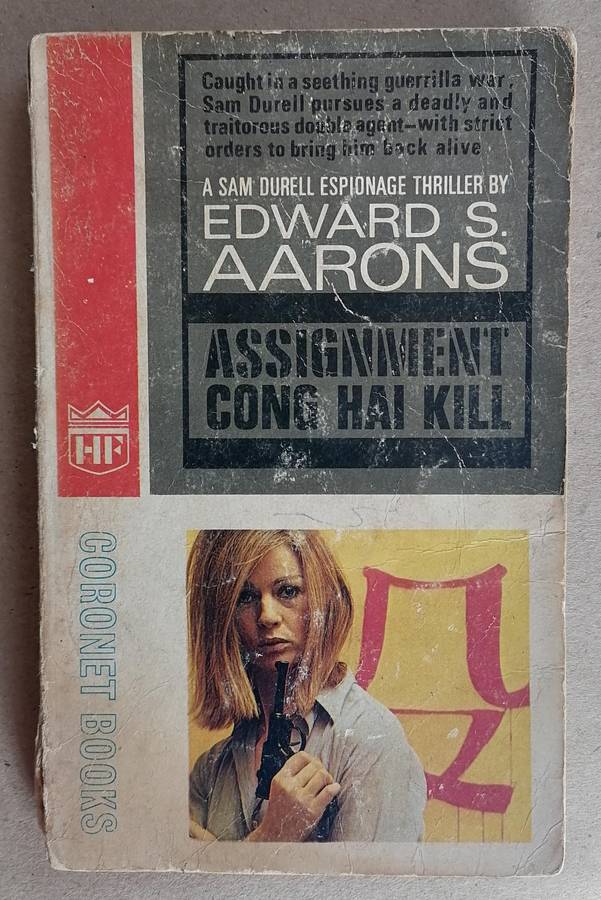 Caught in a seething guerrilla war,
Sam Durell pursues a deadly and
traitorous double agent—with strict
orders to bring him back alive
A SAM DURELL ESPIONAGE THRILLER BY
EDWARD S.
AARONS
ASSIGNMENT
CONG HAI KILL
HF
CORONET BOOKS